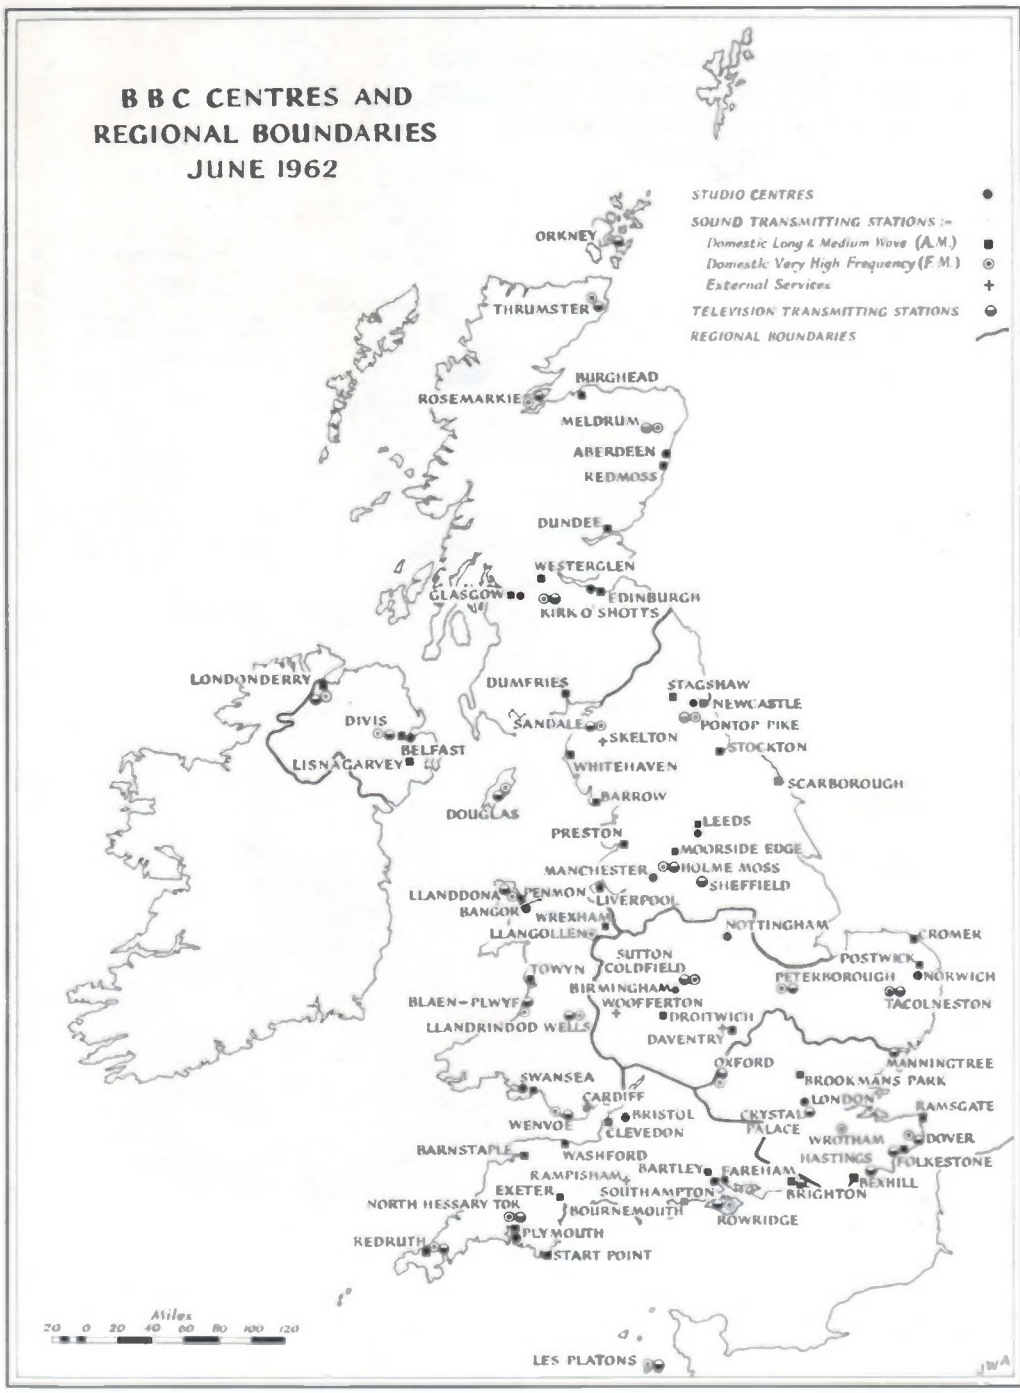 BBC CENTRES AND
REGIONAL BOUNDARIES
JUNE 1962
STUDIO CENTRES
SOUND TRANSMITTING STATIONS :-
Domestic Long & Medium Wave (A.M.)
Domestic Very High Frequency (F.M.)
External Services
TELEVISION TRANSMITTING STATIONS
REGIONAL BOUNDARIES
ORKNEY
THRUMSTER
BURGHEAD
ROSEMARKIE
MELDRUM
ABERDEEN
REDMOSS
DUNDEE
WESTERGLEN
GLASGOW
EDINBURGH
KIRK O'SHOTTS
LONDONDERRY
DUMFRIES
STAGSHAW
NEWCASTLE
DIVIS
SANDALE
PONTOP PIKE
SKELTON
BELFAST
STOCKTON
LISNAGARVEY
WHITEHAVEN
SCARBOROUGH
BARROW
DOUGLAS
LEEDS
PRESTON
MOORSIDE EDGE
MANCHESTER
HOLME MOSS
SHEFFIELD
LLANDDONA
PENMON
LIVERPOOL
BANGOR
WREXHAM
NOTTINGHAM
LLANGOLLEN
CROMER
SUTTON
COLDFIELD
POSTWICK
TOWYN
PETERBOROUGH
NORWICH
BIRMINGHAM
BLAEN-PLWYF
WOOFFERTON
TACOLNESTON
DROITWICH
LLANDRINDOD WELLS
DAVENTRY
OXFORD
MANNINGTREE
SWANSEA
BROOKMANS PARK
CARDIFF
LONDON
RAMSGATE
WENVOE
BRISTOL
CRYSTAL
PALACE
CLEVEDON
WROTHAM
DOVER
BARNSTAPLE
WASHFORD
HASTINGS
FOLKESTONE
RAMPISHAM
BARTLEY
FAREHAM
BEXHILL
EXETER
SOUTHAMPTON
BRIGHTON
NORTH HESSARY TOR
BOURNEMOUTH
ROWRIDGE
PLYMOUTH
REDRUTH
START POINT
Miles
20 0 20 40 60 80 100 120
LES PLATONS
JWA